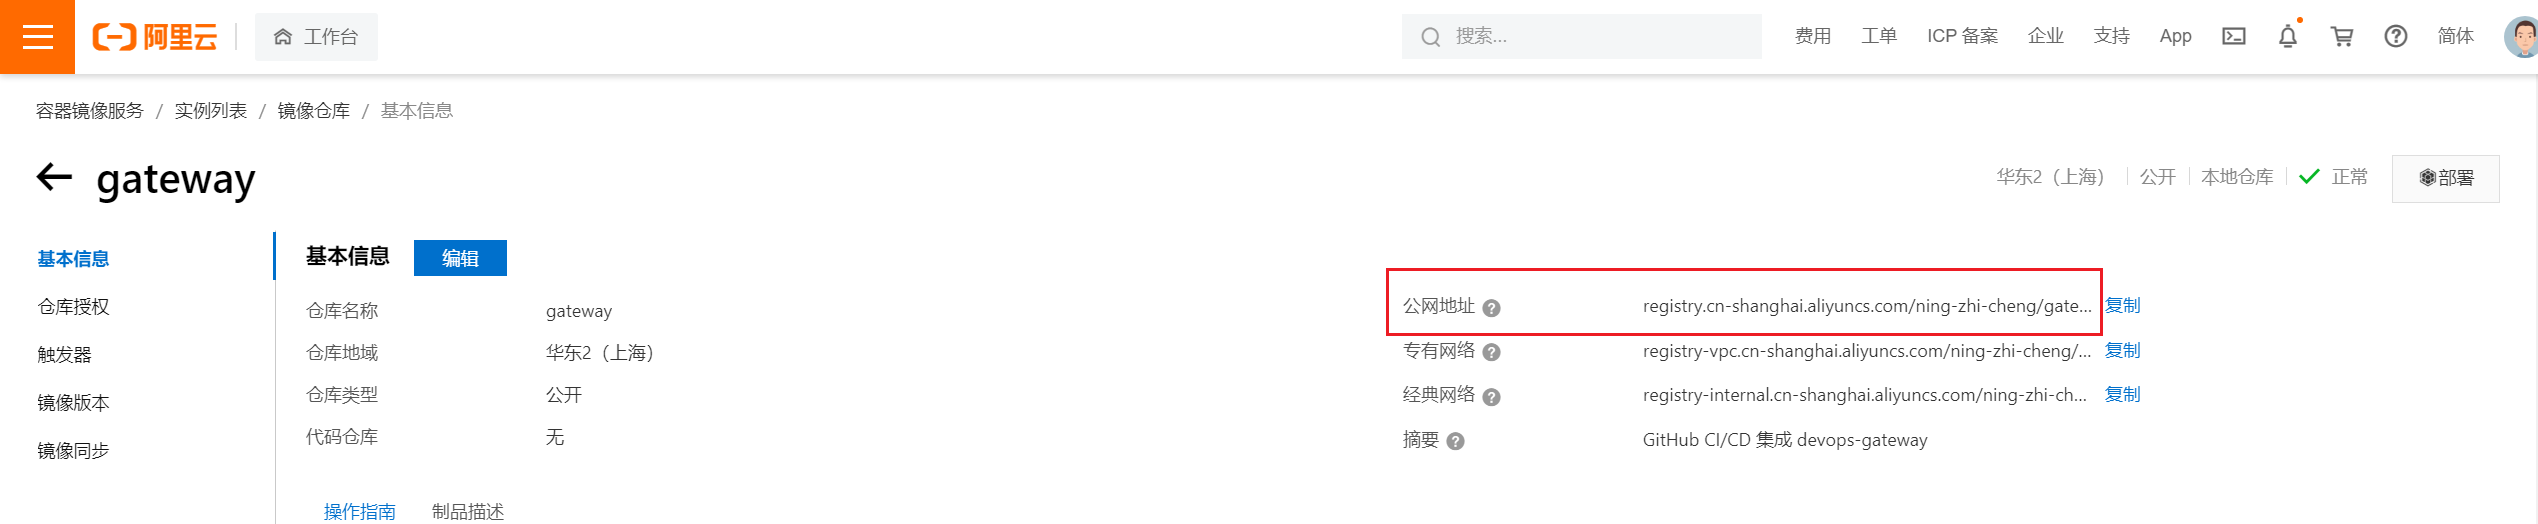 阿里云 工作台 搜索... 费用 工单 ICP 备案 企业 支持 App 简体
容器镜像服务 / 实例列表 / 镜像仓库 / 基本信息
gateway 华东2（上海） 公开 本地仓库 正常 部署
基本信息
仓库授权
触发器
镜像版本
镜像同步
基本信息 编辑
仓库名称 gateway
仓库地域 华东2（上海）
仓库类型 公开
代码仓库 无
公网地址 registry.cn-shanghai.aliyuncs.com/ning-zhi-cheng/gate... 复制
专有网络 registry-vpc.cn-shanghai.aliyuncs.com/ning-zhi-cheng/... 复制
经典网络 registry-internal.cn-shanghai.aliyuncs.com/ning-zhi-ch... 复制
摘要 GitHub CI/CD 集成 devops-gateway
操作指南 制品描述